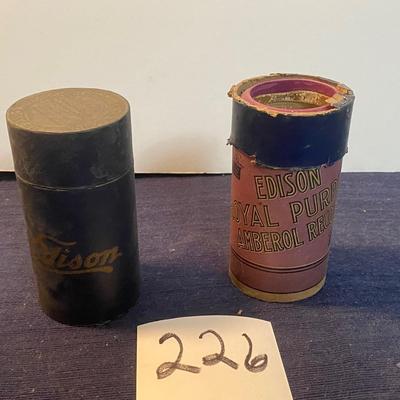 Edison
EDISON
OYAL PURP
AMBEROL REC
226